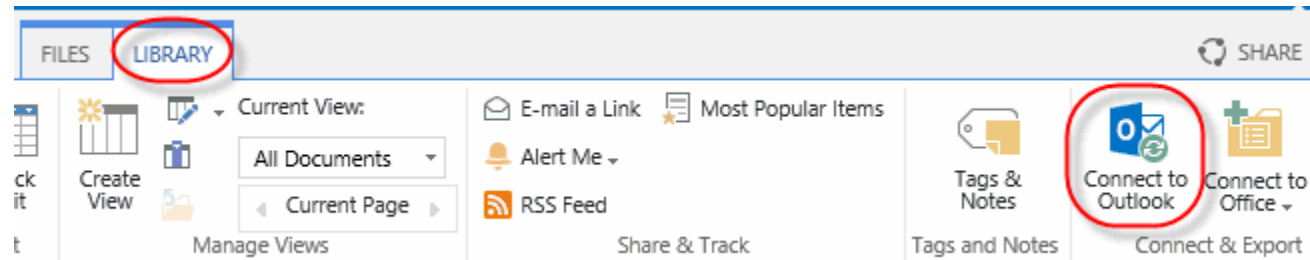 FILES
LIBRARY
SHARE
ck
it
t
Create
View
Current View:
All Documents
Current Page
Manage Views
E-mail a Link
Most Popular Items
Alert Me
RSS Feed
Share & Track
Tags &
Notes
Tags and Notes
Connect to
Outlook
Connect to
Office
Connect & Export